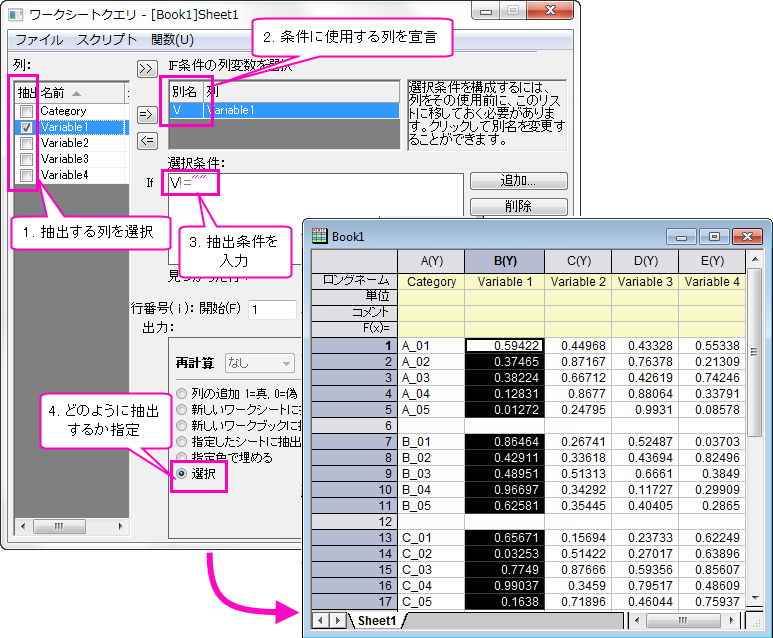 ワークシートクエリ - [Book1]Sheet1
ファイル スクリプト 関数(U)
2. 条件に使用する列を宣言
列:
>>
IF条件の列変数を選択
抽出 名前
Category
Variable1
Variable2
Variable3
Variable4
=>
<=
別名 列
V Variable1
選択条件を構成するには、
列をその使用前に、このリス
トに移しておく必要がありま
す。クリックして別名を変更す
ることができます。
選択条件:
If
V!=""
追加...
削除
1. 抽出する列を選択
3. 抽出条件を
入力
行番号(i): 開始(F) 1
出力:
再計算 なし
列の追加 1=真, 0=偽
新しいワークシートに
新しいワークブックに
指定したシートに抽出
指定色で埋める
選択
4. どのように抽出
するか指定
Book1
A(Y) B(Y) C(Y) D(Y) E(Y)
ロングネーム Category Variable 1 Variable 2 Variable 3 Variable 4
単位
コメント
F(x)=
1 A_01 0.59422 0.44968 0.43328 0.55338
2 A_02 0.37465 0.87167 0.76378 0.21309
3 A_03 0.38224 0.66712 0.42619 0.74246
4 A_04 0.12831 0.8677 0.88064 0.33791
5 A_05 0.01272 0.24795 0.9931 0.08578
6
7 B_01 0.86464 0.26741 0.52487 0.03703
8 B_02 0.42911 0.33618 0.43694 0.82496
9 B_03 0.48951 0.51313 0.6661 0.3849
10 B_04 0.96697 0.34292 0.11727 0.29909
11 B_05 0.62581 0.35445 0.40405 0.2865
12
13 C_01 0.65671 0.15694 0.23733 0.62249
14 C_02 0.03253 0.51422 0.27017 0.63896
15 C_03 0.7749 0.87666 0.59356 0.85607
16 C_04 0.99037 0.3459 0.79517 0.48609
17 C_05 0.1638 0.71896 0.46044 0.75937
Sheet1